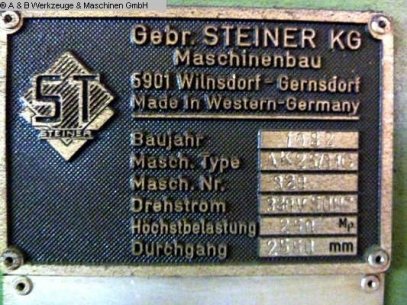 © A & B Werkzeuge & Maschinen GmbH
Gebr. STEINER KG
Maschinenbau
5901 Wilnsdorf-Gernsdorf
Made in Western-Germany
ST
STEINER
Baujahr
Masch. Type
Masch. Nr.
Drehstrom
Höchstbelastung 250 Mp
Durchgang mm